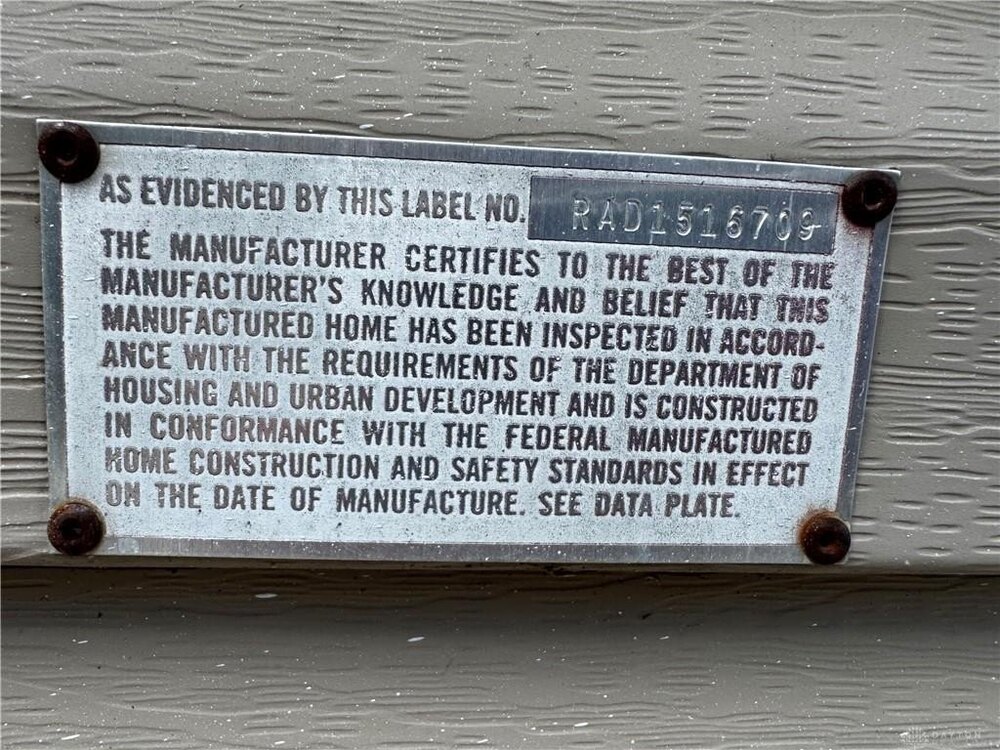 AS EVIDENCED BY THIS LABEL NO. RAD1516709
THE MANUFACTURER CERTIFIES TO THE BEST OF THE
MANUFACTURER'S KNOWLEDGE AND BELIEF THAT THIS
MANUFACTURED HOME HAS BEEN INSPECTED IN ACCORD-
ANCE WITH THE REQUIREMENTS OF THE DEPARTMENT OF
HOUSING AND URBAN DEVELOPMENT AND IS CONSTRUCTED
IN CONFORMANCE WITH THE FEDERAL MANUFACTURED
HOME CONSTRUCTION AND SAFETY STANDARDS IN EFFECT
ON THE DATE OF MANUFACTURE. SEE DATA PLATE.
DAYTON